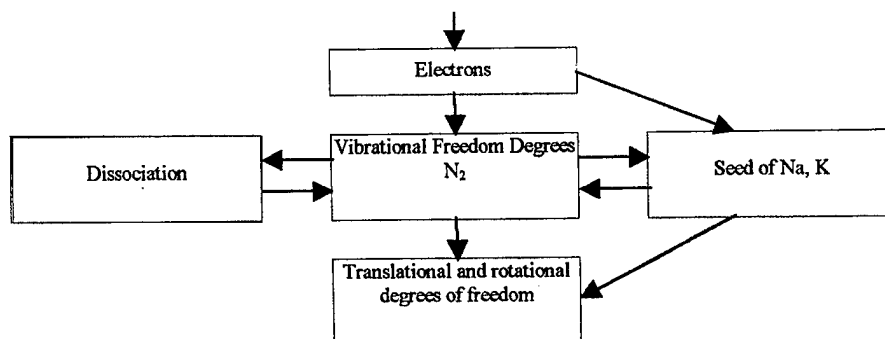 Electrons
Vibrational Freedom Degrees
N₂
Dissociation
Seed of Na, K
Translational and rotational
degrees of freedom